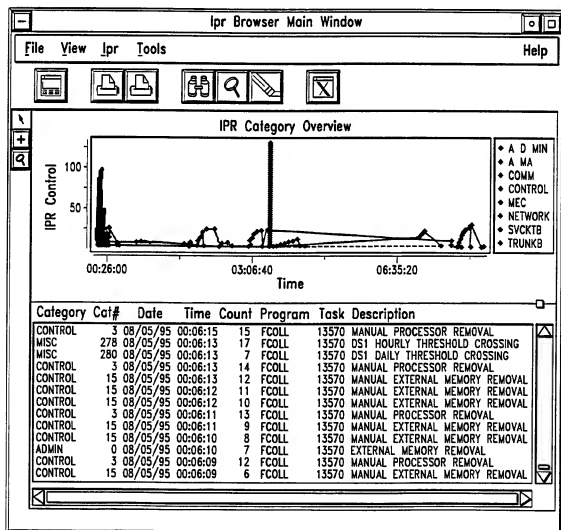 Ipr Browser Main Window
File View Ipr Tools Help
IPR Category Overview
IPR Control
100
50
00:26:00 03:06:40 06:35:20
Time
A D MIN
A MA
COMM
CONTROL
MEC
NETWORK
SVCKTB
TRUNKB
Category Cat# Date Time Count Program Task Description
CONTROL 3 08/05/95 00:06:15 15 FCOLL 13570 MANUAL PROCESSOR REMOVAL
MISC 278 08/05/95 00:06:13 17 FCOLL 13570 DS1 HOURLY THRESHOLD CROSSING
MISC 280 08/05/95 00:06:13 7 FCOLL 13570 DS1 DAILY THRESHOLD CROSSING
CONTROL 3 08/05/95 00:06:13 14 FCOLL 13570 MANUAL PROCESSOR REMOVAL
CONTROL 15 08/05/95 00:06:13 12 FCOLL 13570 MANUAL EXTERNAL MEMORY REMOVAL
CONTROL 15 08/05/95 00:06:12 11 FCOLL 13570 MANUAL EXTERNAL MEMORY REMOVAL
CONTROL 15 08/05/95 00:06:12 10 FCOLL 13570 MANUAL EXTERNAL MEMORY REMOVAL
CONTROL 3 08/05/95 00:06:11 13 FCOLL 13570 MANUAL PROCESSOR REMOVAL
CONTROL 15 08/05/95 00:06:11 9 FCOLL 13570 MANUAL EXTERNAL MEMORY REMOVAL
CONTROL 15 08/05/95 00:06:10 8 FCOLL 13570 MANUAL EXTERNAL MEMORY REMOVAL
ADMIN 0 08/05/95 00:06:10 7 FCOLL 13570 EXTERNAL MEMORY REMOVAL
CONTROL 3 08/05/95 00:06:09 12 FCOLL 13570 MANUAL PROCESSOR REMOVAL
CONTROL 15 08/05/95 00:06:09 6 FCOLL 13570 MANUAL EXTERNAL MEMORY REMOVAL